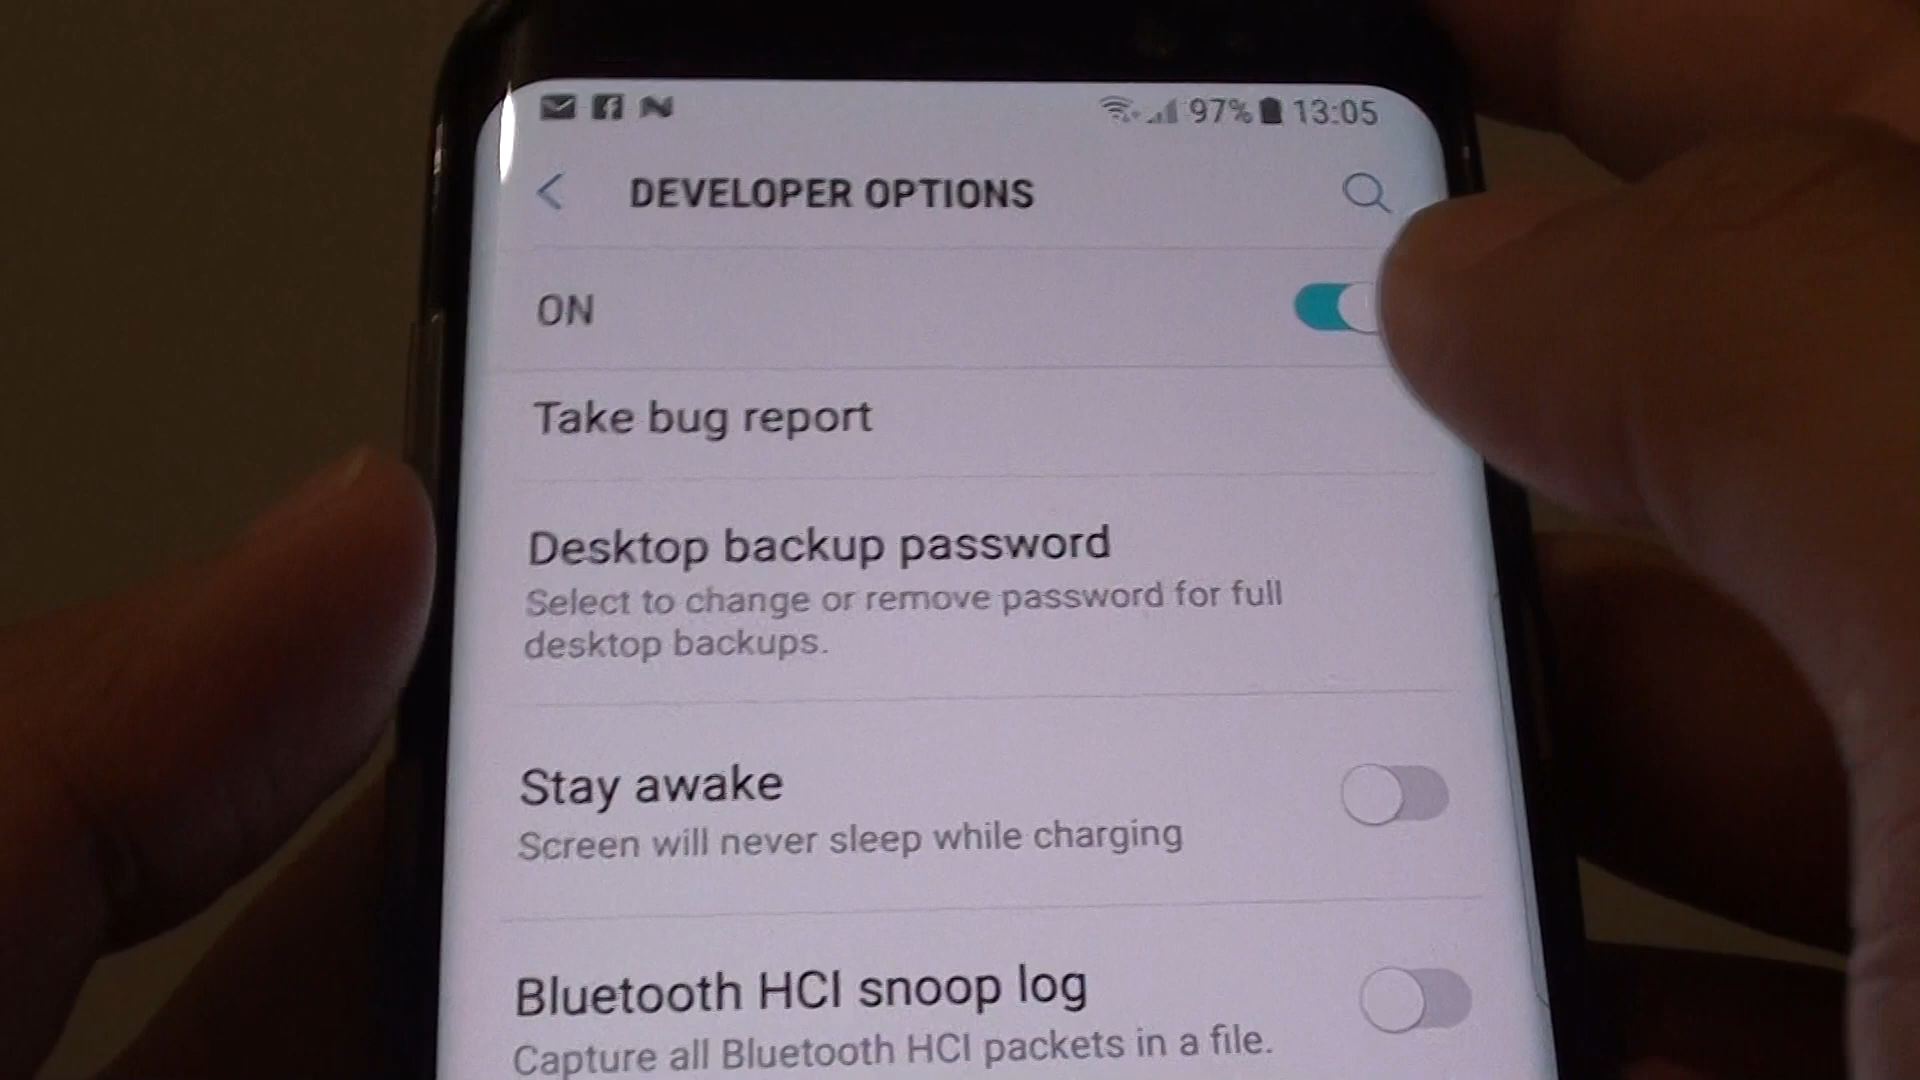 97% 13:05
DEVELOPER OPTIONS
ON
Take bug report
Desktop backup password
Select to change or remove password for full
desktop backups.
Stay awake
Screen will never sleep while charging
Bluetooth HCI snoop log
Capture all Bluetooth HCI packets in a file.